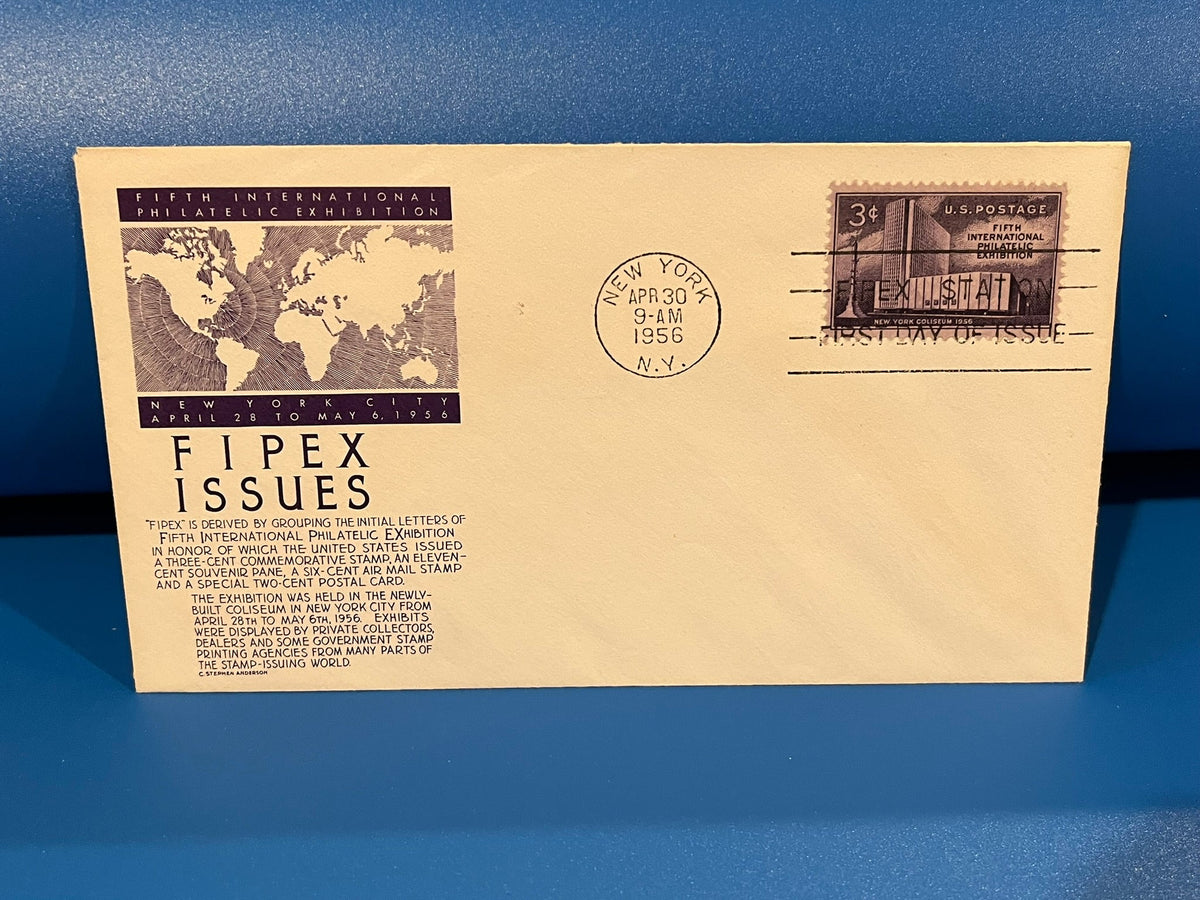 FIFTH INTERNATIONAL
PHILATELIC EXHIBITION
NEW YORK CITY
APRIL 28 TO MAY 6, 1956
FIPEX
ISSUES
"FIPEX" IS DERIVED BY GROUPING THE INITIAL LETTERS OF
FIFTH INTERNATIONAL PHILATELIC EXHIBITION
IN HONOR OF WHICH THE UNITED STATES ISSUED
A THREE-CENT COMMEMORATIVE STAMP, AN ELEVEN-
CENT SOUVENIR PANE, A SIX-CENT AIR MAIL STAMP
AND A SPECIAL TWO-CENT POSTAL CARD.
THE EXHIBITION WAS HELD IN THE NEWLY-
BUILT COLISEUM IN NEW YORK CITY FROM
APRIL 28TH TO MAY 6TH, 1956. EXHIBITS
WERE DISPLAYED BY PRIVATE COLLECTORS,
DEALERS AND SOME GOVERNMENT STAMP
PRINTING AGENCIES FROM MANY PARTS OF
THE STAMP-ISSUING WORLD.
C. STEPHEN ANDERSON
NEW YORK
APR 30
9-AM
1956
N.Y.
3¢ U.S. POSTAGE
FIFTH
INTERNATIONAL
PHILATELIC
EXHIBITION
NEW YORK COLISEUM 1956
FIPEX STATION
FIRST DAY OF ISSUE